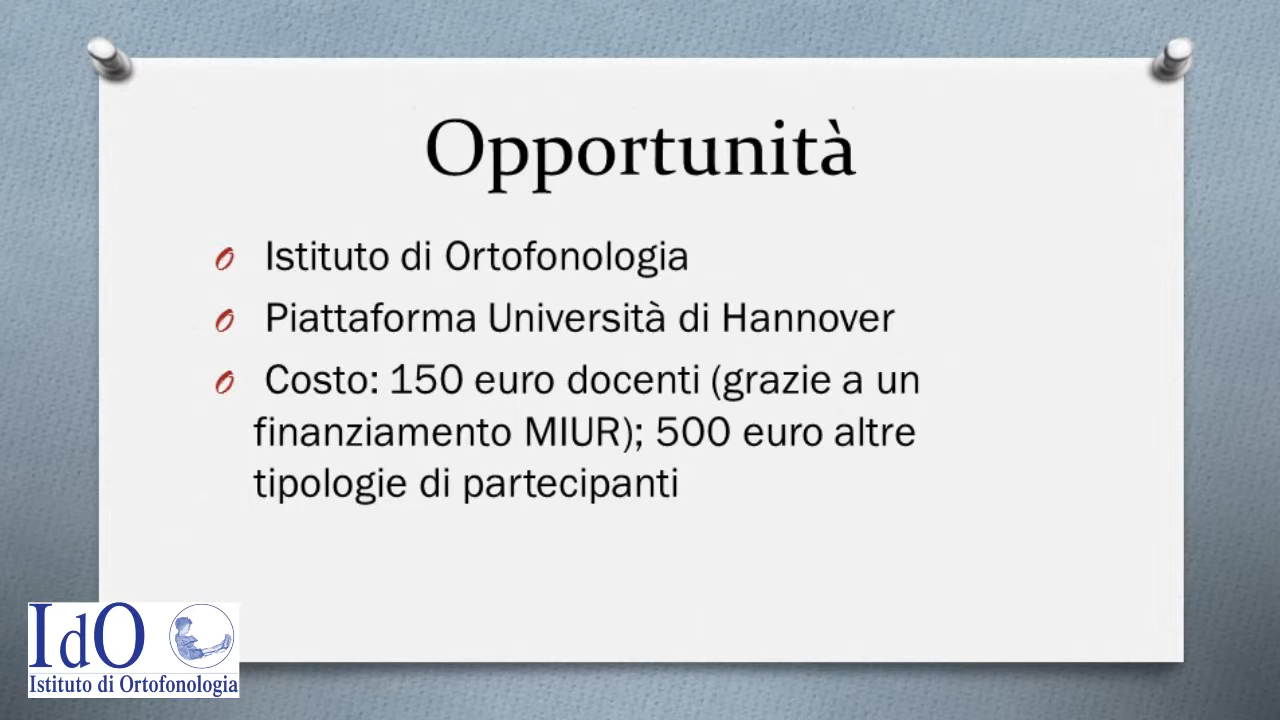 Opportunità
Istituto di Ortofonologia
Piattaforma Università di Hannover
Costo: 150 euro docenti (grazie a un
finanziamento MIUR); 500 euro altre
tipologie di partecipanti
IdO
Istituto di Ortofonologia